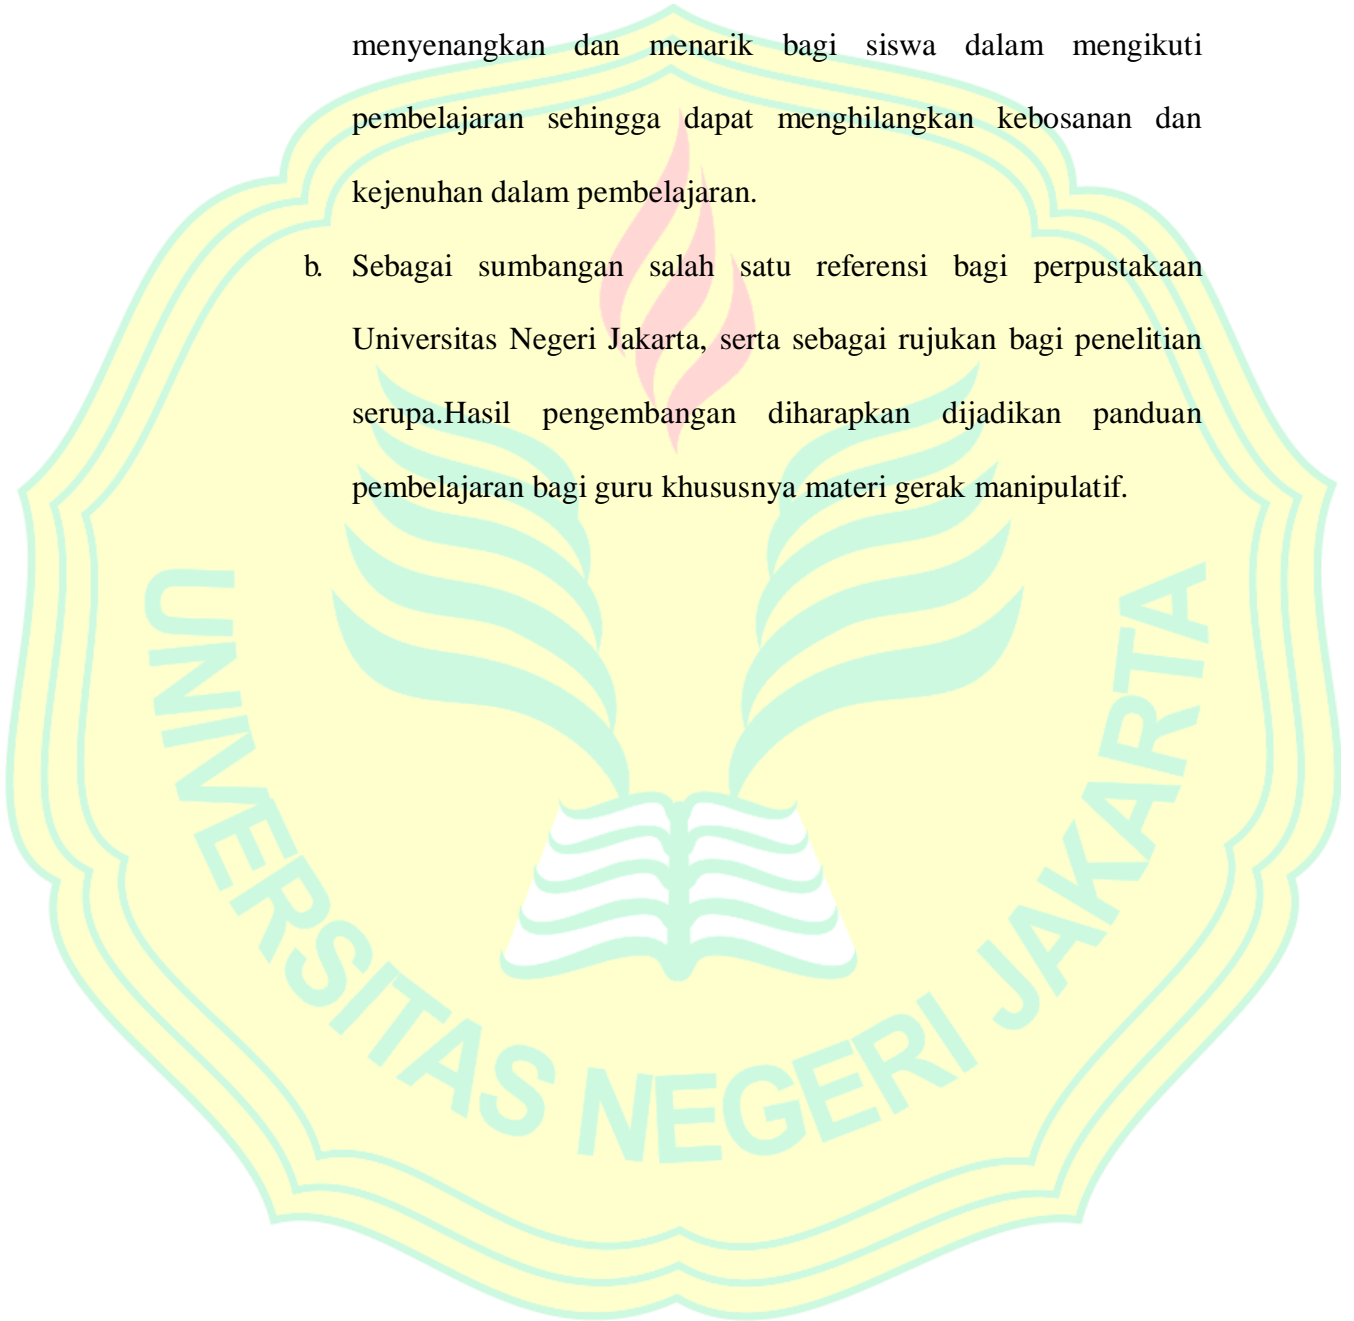 menyenangkan dan menarik bagi siswa dalam mengikuti
pembelajaran sehingga dapat menghilangkan kebosanan dan
kejenuhan dalam pembelajaran.
b. Sebagai sumbangan salah satu referensi bagi perpustakaan
Universitas Negeri Jakarta, serta sebagai rujukan bagi penelitian
serupa.Hasil pengembangan diharapkan dijadikan panduan
pembelajaran bagi guru khususnya materi gerak manipulatif.
UNIVERSITAS NEGERI JAKARTA